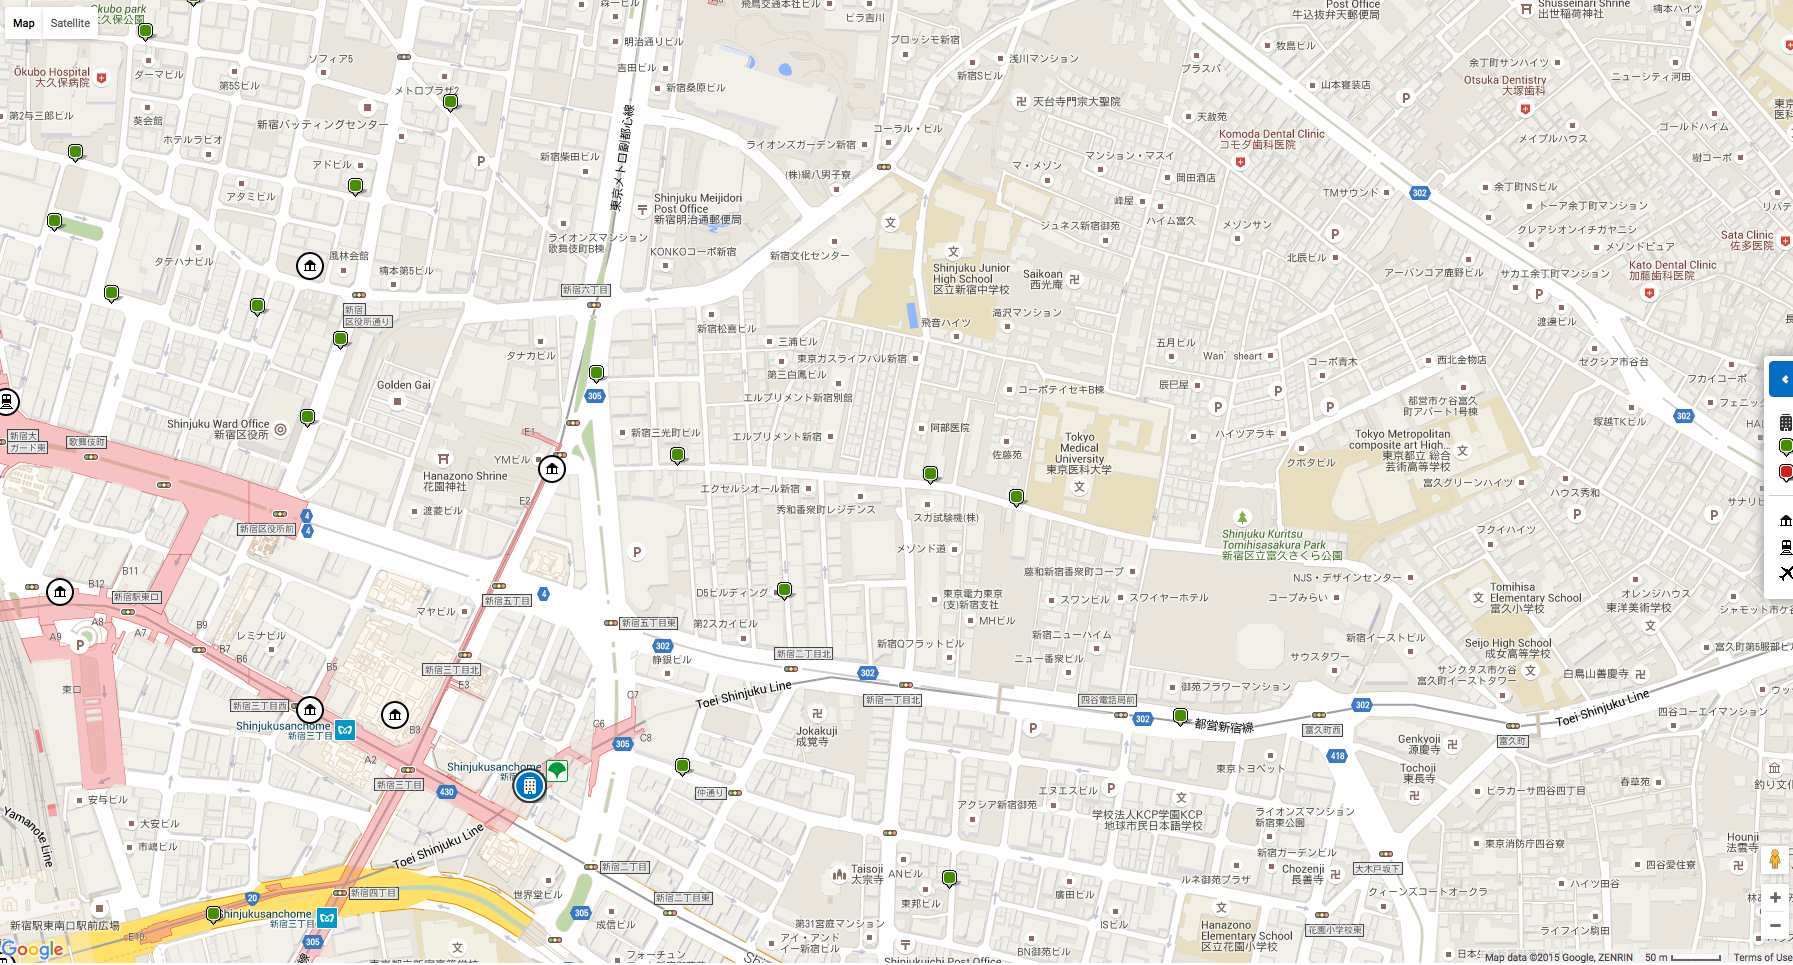 Map
Satellite
Okubo park
大久保公園
Ōkubo Hospital
大久保病院
ダーマビル
ソフィア5
メトロプラザ2
第5Sビル
第2与三郎ビル
葵会館
ホテルラピオ
新宿バッティングセンター
アドビル
アタミビル
タテハナビル
風林会館
楠本第5ビル
新宿
区役所通り
森一ビル
明治通りビル
吉田ビル
新宿桑原ビル
新宿柴田ビル
東京メトロ副都心線
飛鳥交通本社ビル
ビラ吉川
ブロッシモ新宿
新宿Sビル
浅川マンション
天台寺門宗大聖院
コーラル・ビル
ライオンズガーデン新宿
(株)綱八男子寮
Shinjuku Meijidori
Post Office
新宿明治通郵便局
ライオンズマンション
歌舞伎町B棟
KONKOコーポ新宿
新宿文化センター
新宿六丁目
新宿松喜ビル
三浦ビル
東京ガスライフバル新宿
第三白鳳ビル
エルプリメント新宿別館
エルプリメント新宿
新宿三光町ビル
タナカビル
Golden Gai
Shinjuku Ward Office
新宿区役所
Hanazono Shrine
花園神社
YMビル
渡菱ビル
E1
E2
305
新宿大
ガード東
歌舞伎町
新宿区役所前
4
4
4
Post Office
牛込抜弁天郵便局
Shusseinari Shrine
出世稲荷神社
楠本ハイツ
牧島ビル
プラスパ
余丁町サンハイツ
Otsuka Dentistry
大塚歯科
ニューシティ河田
山本寝装店
天赦苑
Komoda Dental Clinic
コモダ歯科医院
メイプルハウス
ゴールドハイム
樹コーポ
マ・メゾン
マンション・マスイ
岡田酒店
峰屋
ハイム富久
ジュネス新宿御苑
メゾンサン
TMサウンド
302
余丁町NSビル
トーア余丁町マンション
クレアシオンイチガヤニシ
メゾンドビュア
Sata Clinic
佐多医院
Kato Dental Clinic
加藤歯科医院
サカエ余丁町マンション
アーバンコア鹿野ビル
北辰ビル
渡邊ビル
Shinjuku Junior
High School
区立新宿中学校
Saikoan
西光庵
滝沢マンション
飛音ハイツ
五月ビル
Wan's heart
コーポ青木
西北金物店
ゼクシア市谷台
フカイコーポ
辰巳屋
コーポテイセキB棟
阿部医院
佐藤苑
Tokyo
Medical
University
東京医科大学
ハイツアラキ
都営市ケ谷富久
町アパート1号棟
Tokyo Metropolitan
composite art High...
東京都立 総合
芸術高等学校
クボタビル
富久グリーンハイツ
塚越TKビル
302
ハウス秀和
クフイハイツ
エクセルシオール新宿
秀和番衆町レジデンス
スガ試験機(株)
メゾンド道
Shinjuku Kuritsu
Tomihisasakura Park
新宿区立富久さくら公園
藤和新宿番衆町コープ
NJS・デザインセンター
スワンビル
スワイヤーホテル
コープみらい
Tomihisa
Elementary School
富久小学校
オレンジハウス
東洋美術学校
Seijo High School
成女高等学校
新宿イーストビル
サウスタワー
サンクタス市ケ谷
富久町イーストタワー
白鳥山善慶寺
東京電力東京
(支)新宿支社
MHビル
新宿Qフラットビル
新宿ニューハイム
ニュー番衆ビル
D5ビルディング
第2スカイビル
新宿五丁目
新宿五丁目東
新宿二丁目北
302
静銀ビル
302
B12
B11
新宿駅東口
マヤビル
A9
A8
A7
B9
B7
B6
B5
レミナビル
新宿三丁目北
E3
東口
新宿三丁目西
Shinjukusanchome
新宿三丁目
B3
A2
新宿三丁目
430
Shinjukusanchome
C7
C6
C8
305
Toei Shinjuku Line
新宿一丁目北
四谷電話局前
302
御苑フラワーマンション
都営新宿線
302
富久町西
418
富久町
Toei Shinjuku Line
四谷コーエイマンション
Jokakuji
成覚寺
Genkyoji
源慶寺
Tochoji
東長寺
東京トヨペット
春草苑
仲通り
アクシア新宿御苑
エヌエスビル
学校法人KCP学園KCP
地球市民日本語学校
ライオンズマンション
新宿東公園
ビラカーサ四谷四丁目
安与ビル
大安ビル
市嶋ビル
Yamanote Line
Toei Shinjuku Line
世界堂ビル
新宿二丁目
新宿二丁目東
305
成信ビル
Taisoji
太宗寺
ANビル
東邦ビル
廣田ビル
ISビル
ルネ御苑プラザ
新宿ガーデンビル
Chozenji
長善寺
大木戸坂下
東京消防庁四谷寮
四谷愛住寮
Hounji
法雲寺
ハイツ田谷
クィーンズコートオークラ
20
新宿四丁目
Shinjukusanchome
新宿三丁目
新宿駅東南口駅前広場
E10
305
第31宮庭マンション
アイ・アンド
イー新宿ビル
Shinjukuichi Post Office
BN御苑ビル
Hanazono
Elementary School
区立花園小学校
花園小学校東
ライフイン駒田
Google
Map data ©2015 Google, ZENRIN
50 m
Terms of Use